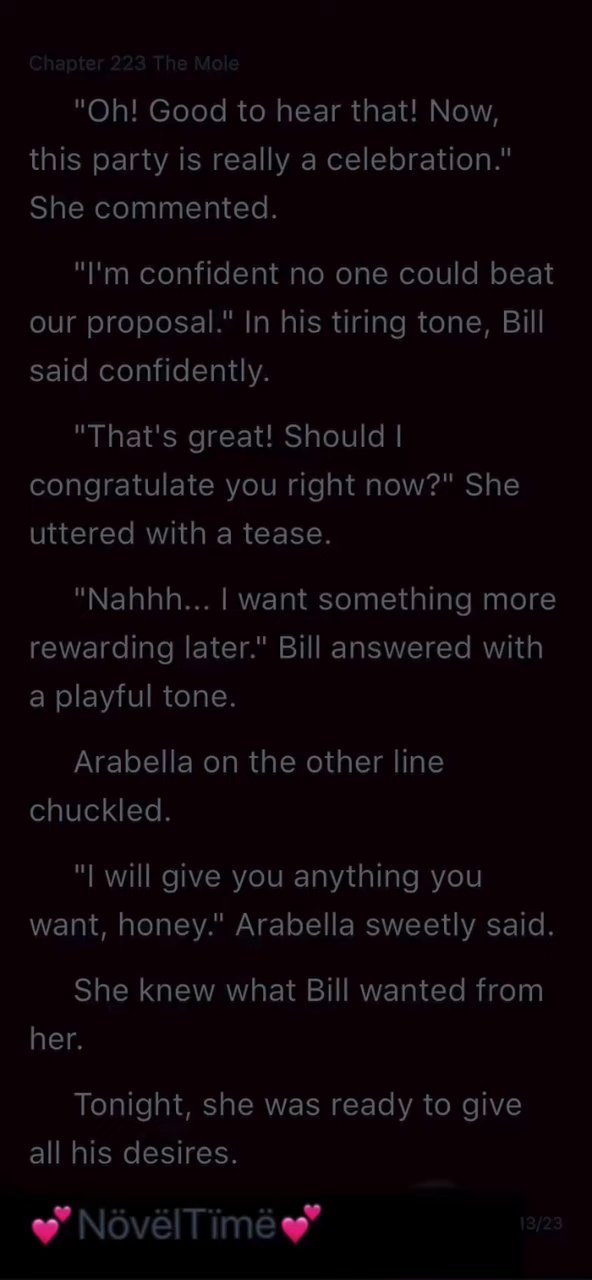 Chapter 223 The Mole
"Oh! Good to hear that! Now,
this party is really a celebration."
She commented.
"I'm confident no one could beat
our proposal." In his tiring tone, Bill
said confidently.
"That's great! Should I
congratulate you right now?" She
uttered with a tease.
"Nahhh... I want something more
rewarding later." Bill answered with
a playful tone.
Arabella on the other line
chuckled.
"I will give you anything you
want, honey." Arabella sweetly said.
She knew what Bill wanted from
her.
Tonight, she was ready to give
all his desires.
💕NövëlTïmë💕
13/23